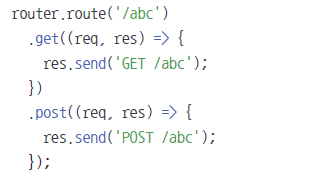 router.route('/abc')
  .get((req, res) => {
    res.send('GET /abc');
  })
  .post((req, res) => {
    res.send('POST /abc');
  });